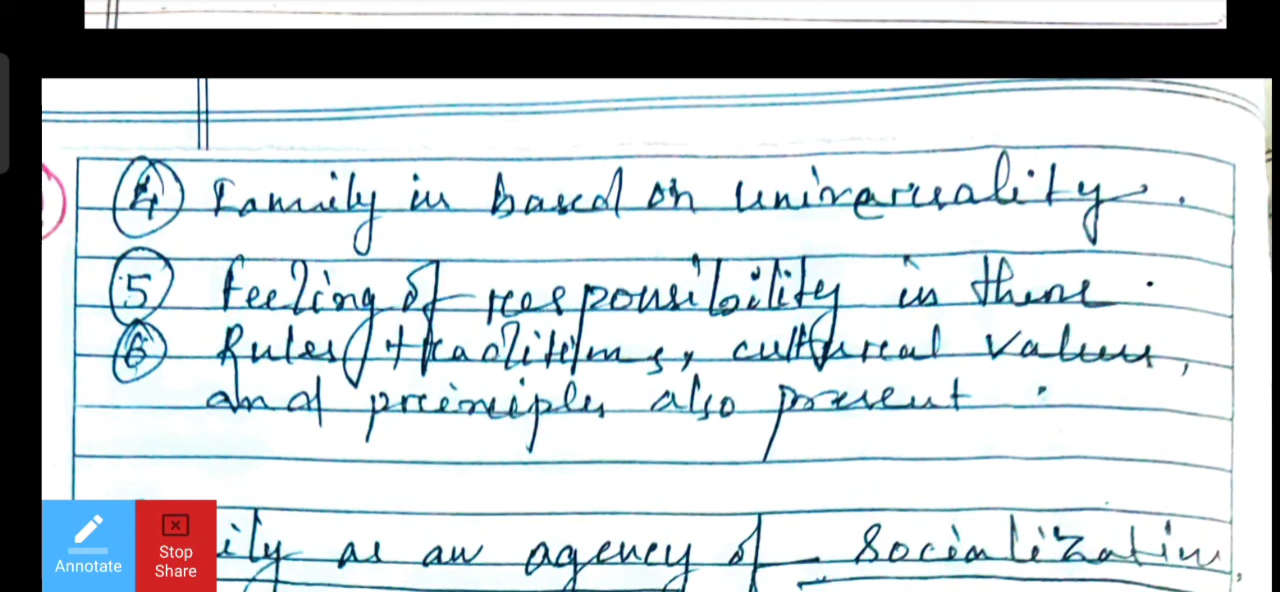 4 Family is based on universality.
5 Feeling of responsibility is there.
6 Rules, traditions, cultural values,
and principles also present.
ily as an agency of - Socialization,
Annotate
Stop
Share